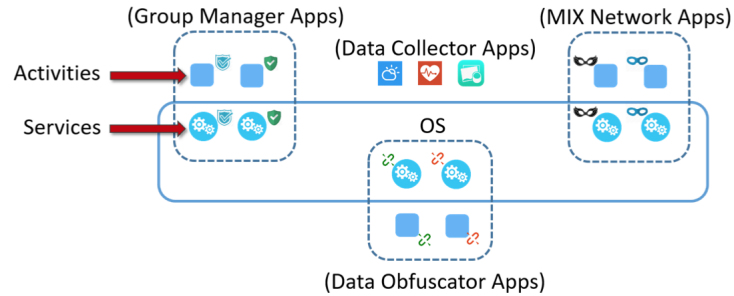 (Group Manager Apps)
(MIX Network Apps)
(Data Collector Apps)
Activities
Services
OS
(Data Obfuscator Apps)